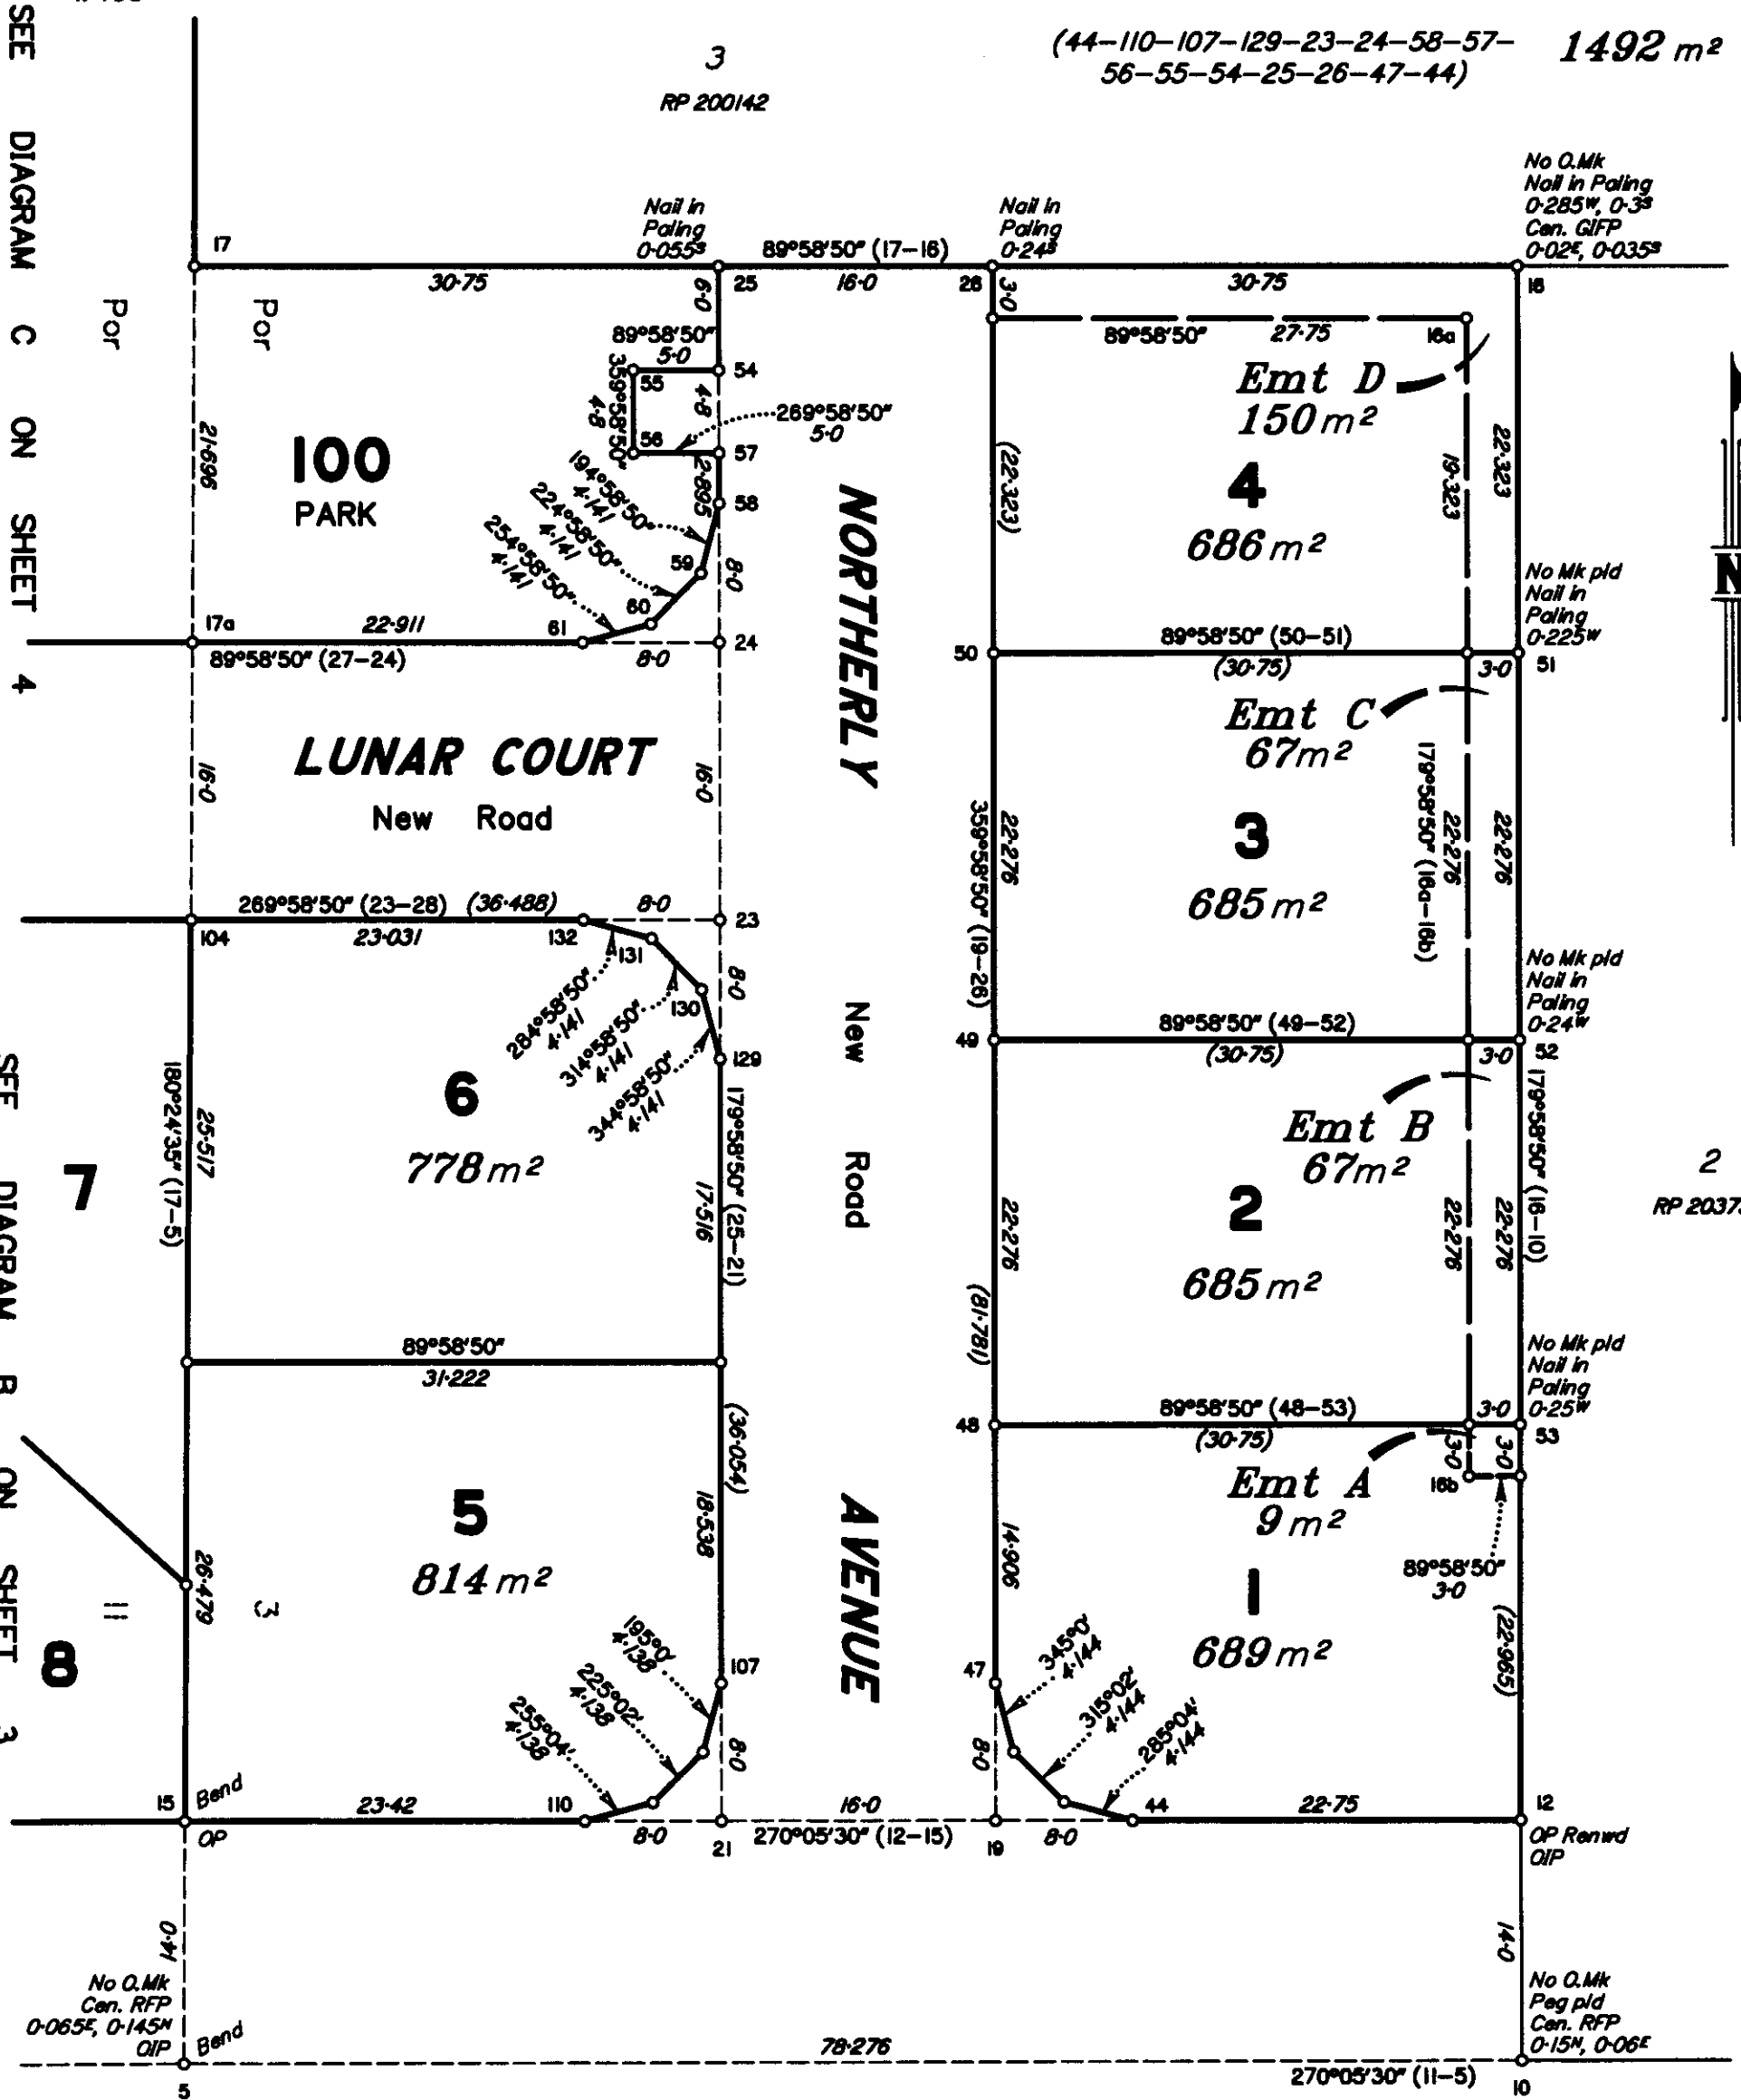 (44-110-107-129-23-24-58-57-
56-55-54-25-26-47-44)
1492 m²
3
RP 200142
No O.Mk
Nail in Paling
0·285ᵂ, 0·3ˢ
Cen. GIFP
0·02ᴱ, 0·035ˢ
Nail in
Paling
0·055ˢ
Nail in
Paling
0·24ˢ
17
89°58'50" (17-16)
30·75
25
16·0
26
30·75
16
SEE DIAGRAM C ON SHEET 4
Por
Por
6·0
3·0
89°58'50"
5·0
54
55
359°58'50"
4·8
4·8
56
57
269°58'50"
5·0
2·895
58
89°58'50"
27·75
16a
Emt D
150 m²
4
686 m²
22·323
19·323
(22·323)
21·696
100
PARK
194°58'50"
4·141
224°58'50"
4·141
254°58'50"
4·141
59
60
61
8·0
17a
22·911
89°58'50" (27-24)
8·0
24
NORTHERLY
N
No Mk pld
Nail in
Paling
0·225ᵂ
50
89°58'50" (50-51)
(30·75)
3·0
51
LUNAR COURT
New Road
16·0
16·0
Emt C
67m²
3
685 m²
22·276
359°58'50" (19-26)
179°58'50" (16a-16b)
22·276
22·276
269°58'50" (23-28)
(36·488)
8·0
23
104
23·031
132
131
130
129
8·0
284°58'50"
4·141
314°58'50"
4·141
344°58'50"
4·141
New Road
No Mk pld
Nail in
Paling
0·24ᵂ
49
89°58'50" (49-52)
(30·75)
3·0
52
7
180°24'35" (17-5)
25·517
6
778 m²
179°58'50" (25-21)
17·516
Emt B
67m²
2
685 m²
22·276
(81·781)
22·276
22·276
179°58'50" (16-10)
2
RP 2037
89°58'50"
31·222
No Mk pld
Nail in
Paling
0·25ᵂ
48
89°58'50" (48-53)
(30·75)
3·0
53
SEE DIAGRAM B ON SHEET 3
8
11
3
26·479
5
814 m²
(36·054)
18·538
AVENUE
14·906
Emt A
9 m²
3·0
3·0
16b
89°58'50"
3·0
1
689 m²
(22·965)
195°0'
4·138
225°02'
4·138
255°04'
4·138
107
8·0
47
345°0'
4·144
315°02'
4·144
285°04'
4·144
8·0
15
Bend
OP
23·42
110
8·0
21
16·0
270°05'30" (12-15)
19
8·0
44
22·75
12
OP Renwd
OIP
14·0
14·0
No O.Mk
Cen. RFP
0·065ᴱ, 0·145ᴺ
OIP
Bend
5
78·276
270°05'30" (11-5)
10
No O.Mk
Peg pld
Cen. RFP
0·15ᴺ, 0·06ᴱ